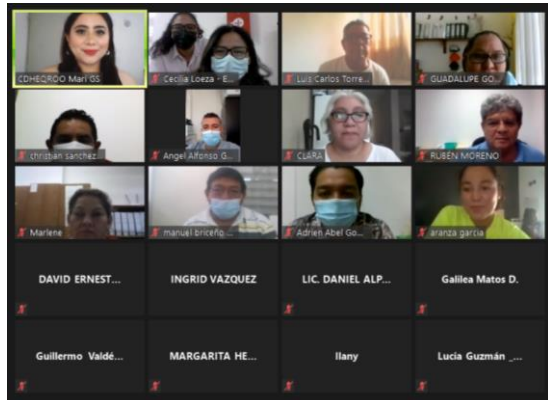 CDHEQROO Mari GS
Cecilia Loeza - E...
Luis Carlos Torre...
GUADALUPE GO...
christian sanchez...
Angel Alfonso G...
CLARA
RUBEN MORENO
Marlene
manuel briceño ...
Adrien Abel Go...
aranza garcia
DAVID ERNEST...
INGRID VAZQUEZ
LIC. DANIEL ALP...
Galilea Matos D.
Guillermo Valdé...
MARGARITA HE...
Ilany
Lucia Guzmán _...